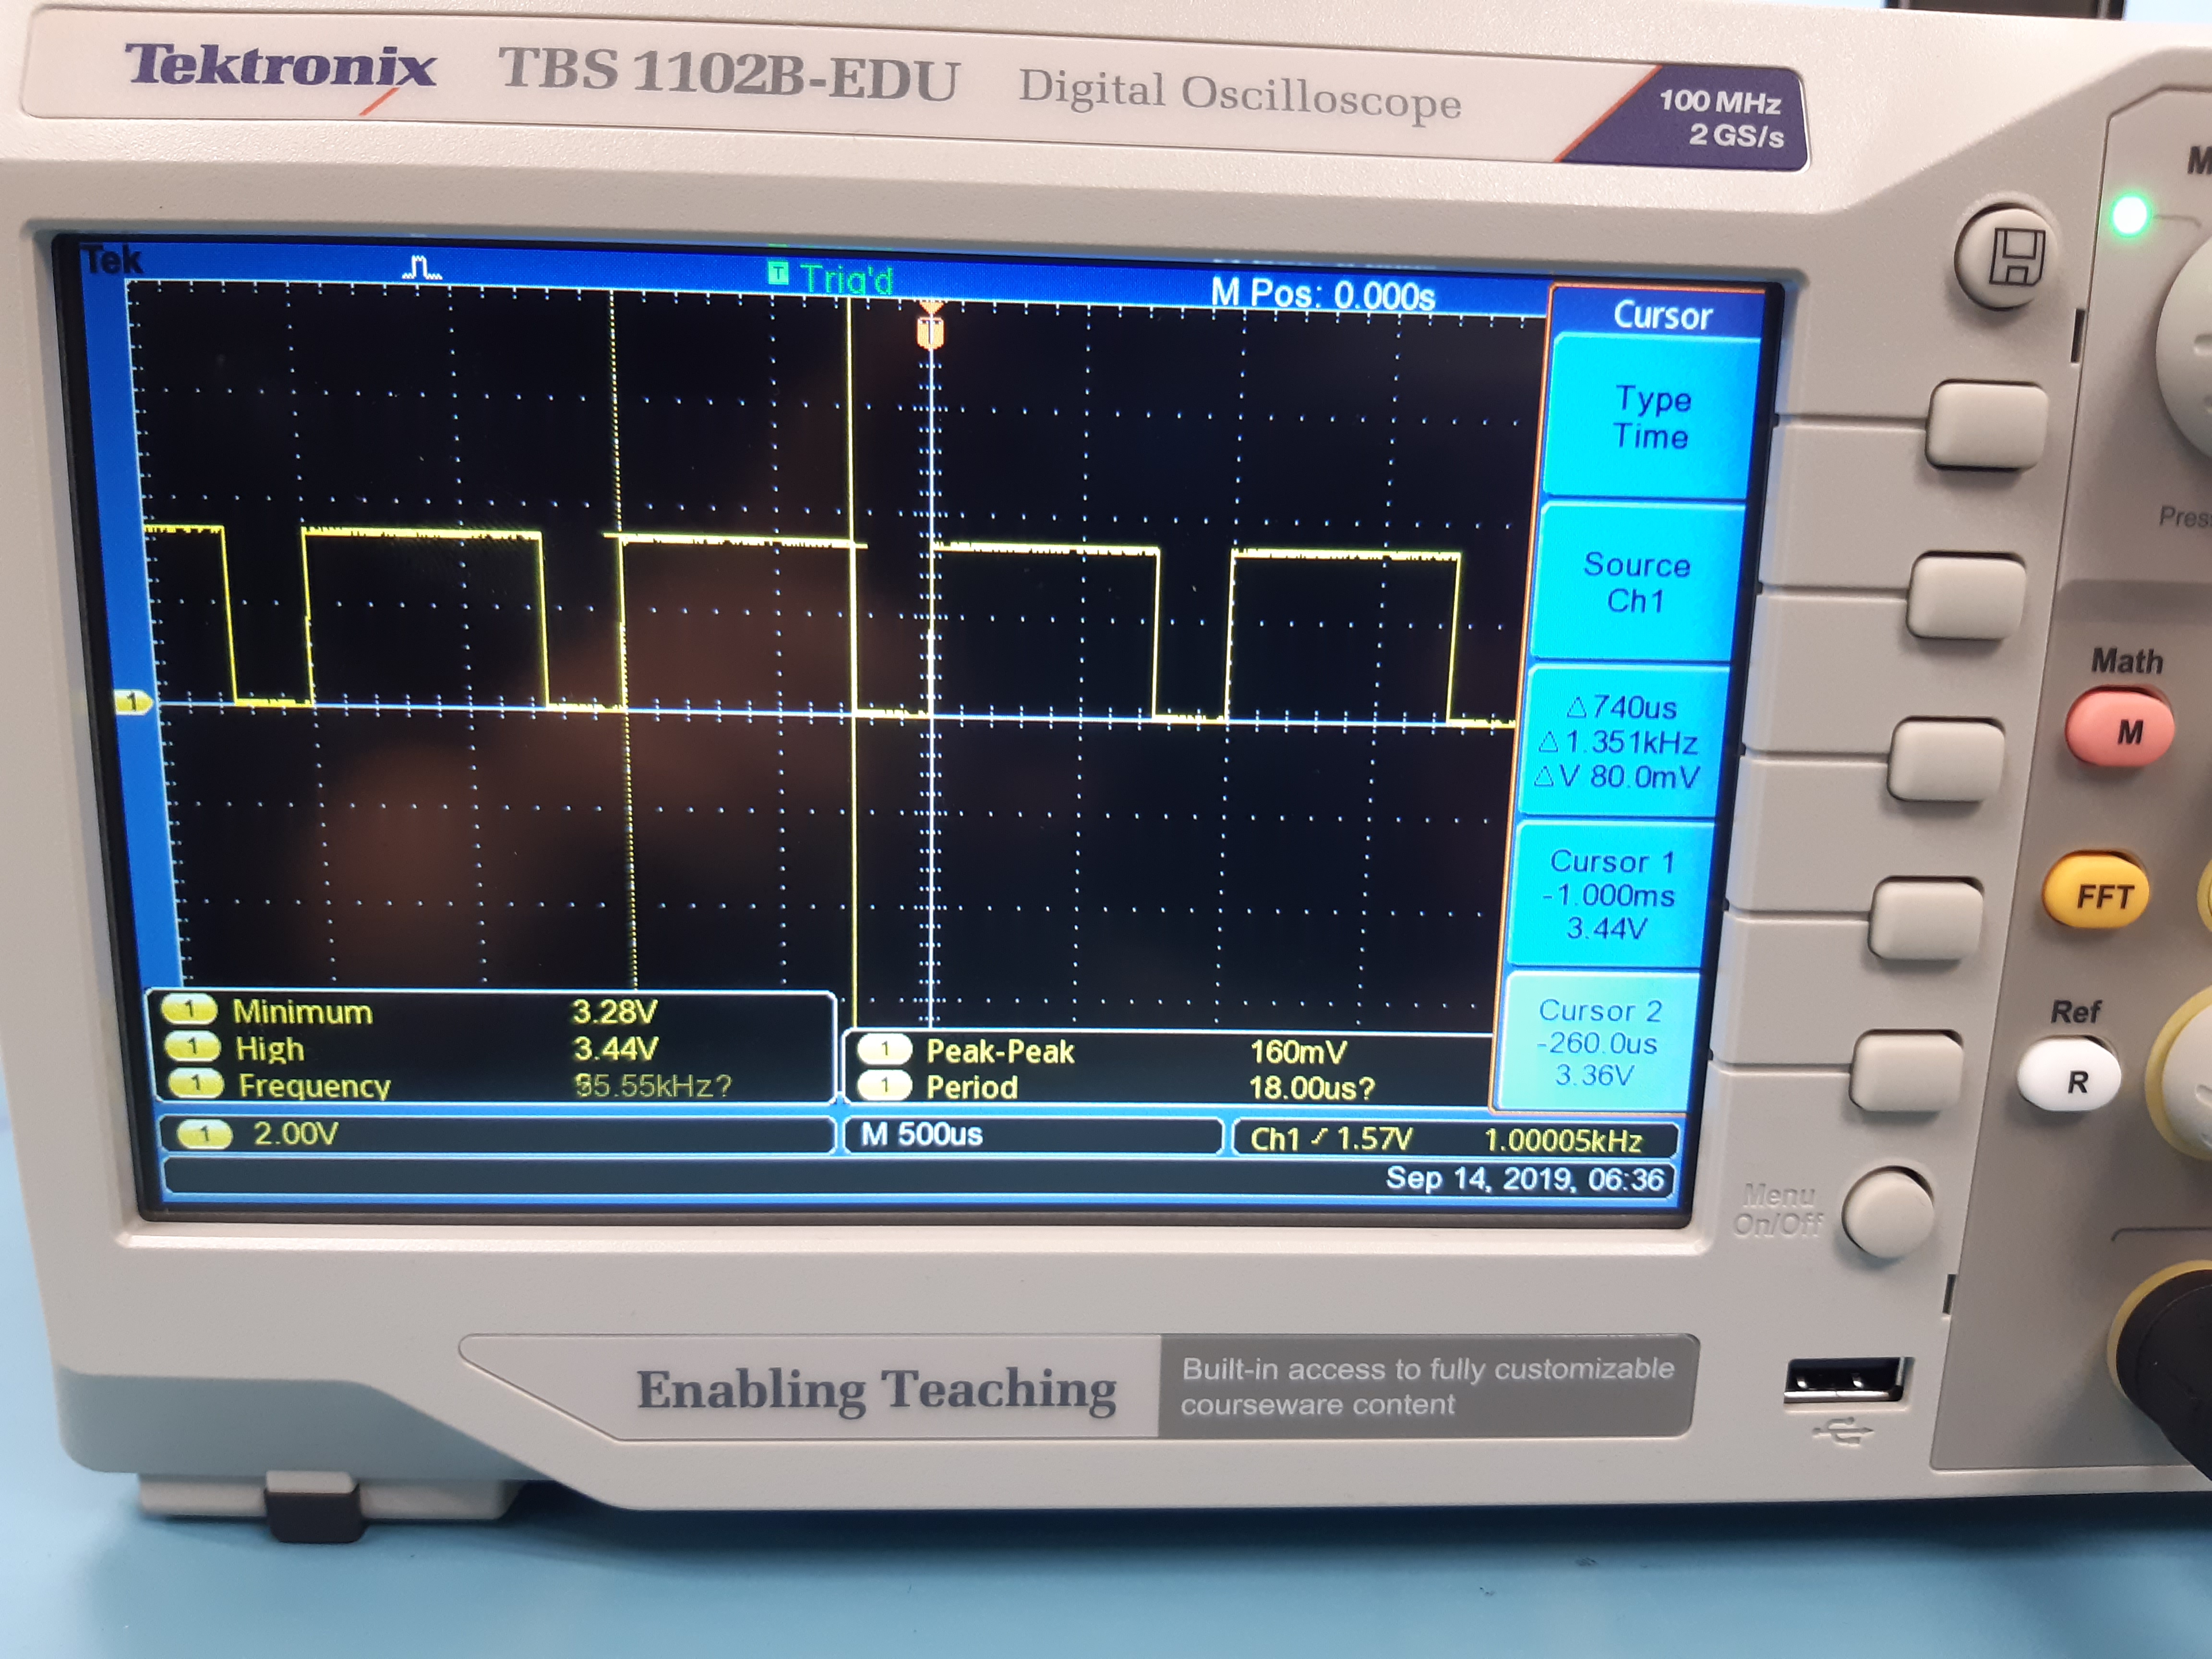 Tektronix TBS 1102B-EDU Digital Oscilloscope
100 MHz
2 GS/s
Tek
T Trig'd
M Pos: 0.000s
T
Cursor
Type
Time
Source
Ch1
△740us
△1.351kHz
△V 80.0mV
Cursor 1
-1.000ms
3.44V
Cursor 2
-260.0us
3.36V
1
1 Minimum 3.28V
1 High 3.44V
1 Frequency
1 Peak-Peak 160mV
1 Period 18.00us?
1 2.00V
M 500us
Ch1 1.57V 1.00005kHz
Sep 14, 2019, 06:36
Math
M
FFT
Ref
R
Menu
On/Off
Enabling Teaching
Built-in access to fully customizable
courseware content